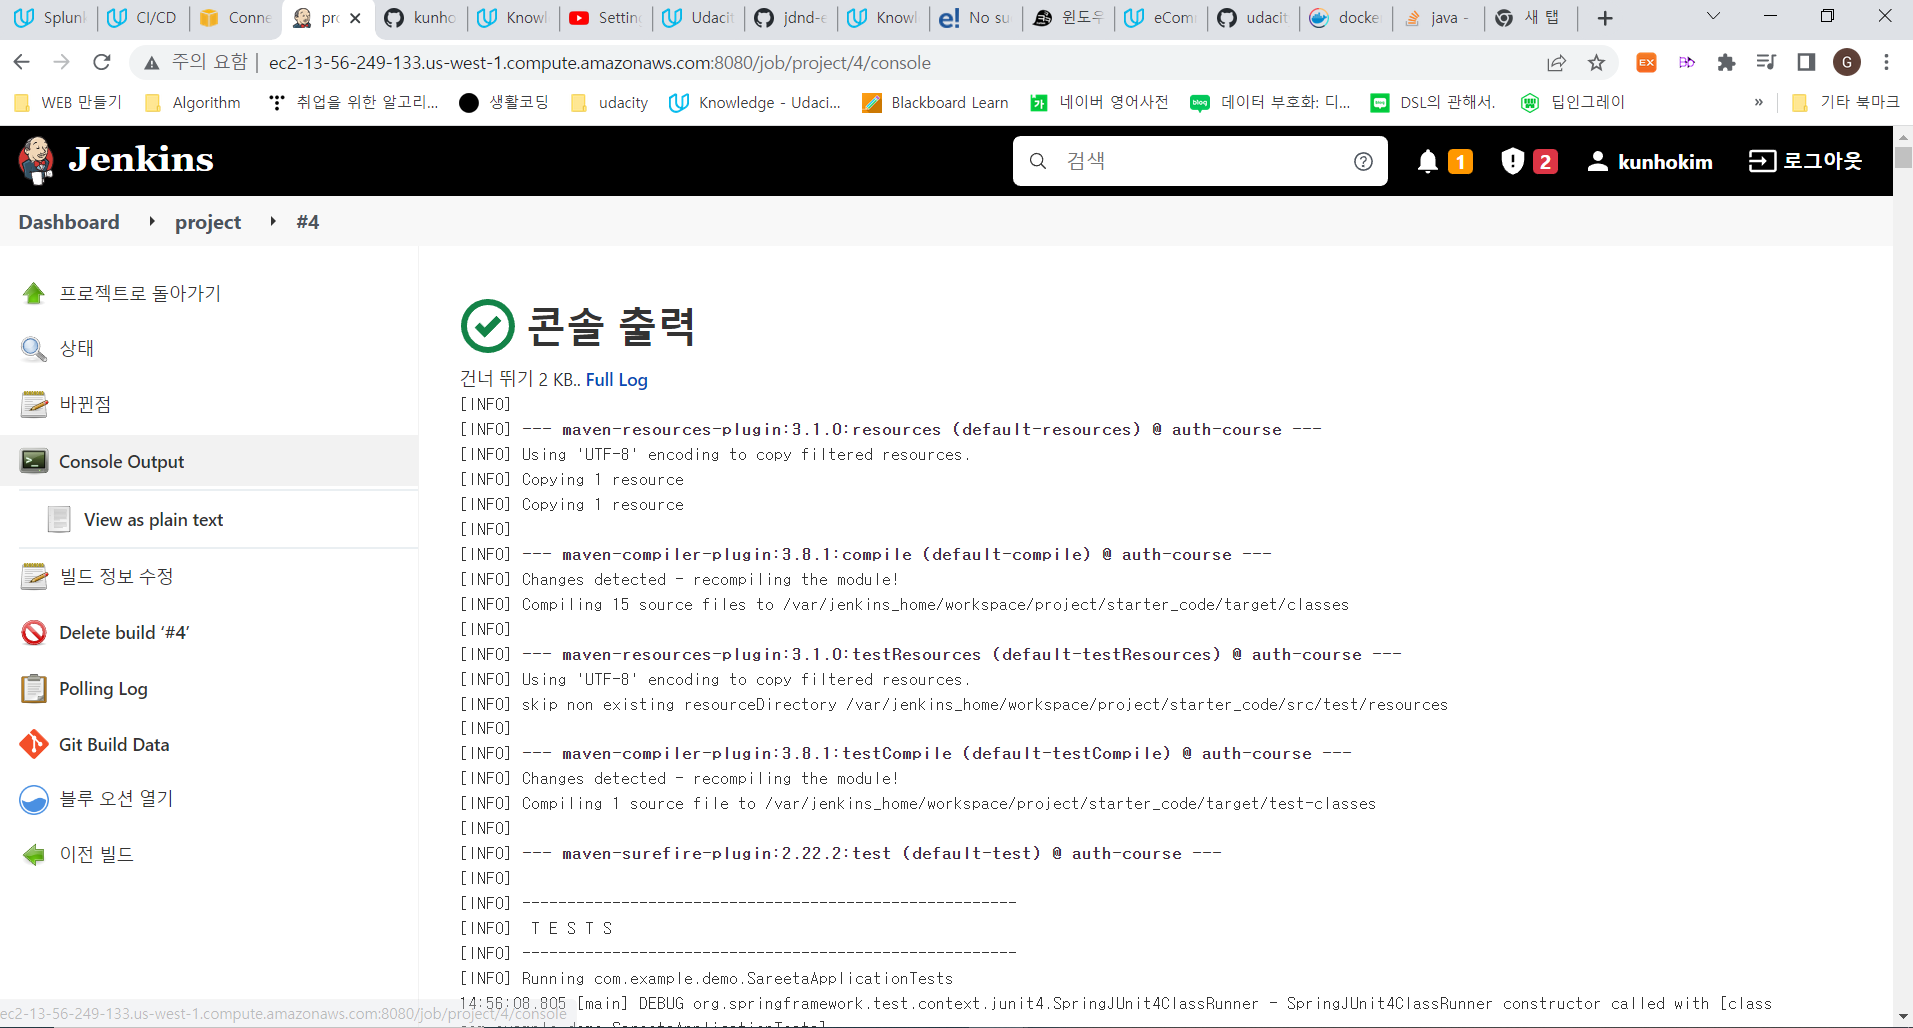 Splunk
CI/CD
Conne
pro
kunho
Knowl
Setting
Udacit
jdnd-e
Knowl
No su
윈도우
eCom
udacit
docke
java -
새 탭
주의 요함 | ec2-13-56-249-133.us-west-1.compute.amazonaws.com:8080/job/project/4/console
EX
G
WEB 만들기
Algorithm
취업을 위한 알고리...
생활코딩
udacity
Knowledge - Udaci...
Blackboard Learn
네이버 영어사전
데이터 부호화: 디...
DSL의 관해서.
딥인그레이
»
기타 북마크
Jenkins
검색
1
2
kunhokim
로그아웃
Dashboard
project
#4
프로젝트로 돌아가기
상태
바뀐점
Console Output
View as plain text
빌드 정보 수정
Delete build ‘#4’
Polling Log
Git Build Data
블루 오션 열기
이전 빌드
콘솔 출력
건너 뛰기 2 KB.. Full Log
[INFO]
[INFO] --- maven-resources-plugin:3.1.0:resources (default-resources) @ auth-course ---
[INFO] Using 'UTF-8' encoding to copy filtered resources.
[INFO] Copying 1 resource
[INFO] Copying 1 resource
[INFO]
[INFO] --- maven-compiler-plugin:3.8.1:compile (default-compile) @ auth-course ---
[INFO] Changes detected - recompiling the module!
[INFO] Compiling 15 source files to /var/jenkins_home/workspace/project/starter_code/target/classes
[INFO]
[INFO] --- maven-resources-plugin:3.1.0:testResources (default-testResources) @ auth-course ---
[INFO] Using 'UTF-8' encoding to copy filtered resources.
[INFO] skip non existing resourceDirectory /var/jenkins_home/workspace/project/starter_code/src/test/resources
[INFO]
[INFO] --- maven-compiler-plugin:3.8.1:testCompile (default-testCompile) @ auth-course ---
[INFO] Changes detected - recompiling the module!
[INFO] Compiling 1 source file to /var/jenkins_home/workspace/project/starter_code/target/test-classes
[INFO]
[INFO] --- maven-surefire-plugin:2.22.2:test (default-test) @ auth-course ---
[INFO]
[INFO] -------------------------------------------------------
[INFO]  T E S T S
[INFO] -------------------------------------------------------
[INFO] Running com.example.demo.SareetaApplicationTests
14:56:08.805 [main] DEBUG org.springframework.test.context.junit4.SpringJUnit4ClassRunner - SpringJUnit4ClassRunner constructor called with [class
example.demo.SareetaApplicationTests]
ec2-13-56-249-133.us-west-1.compute.amazonaws.com:8080/job/project/4/console